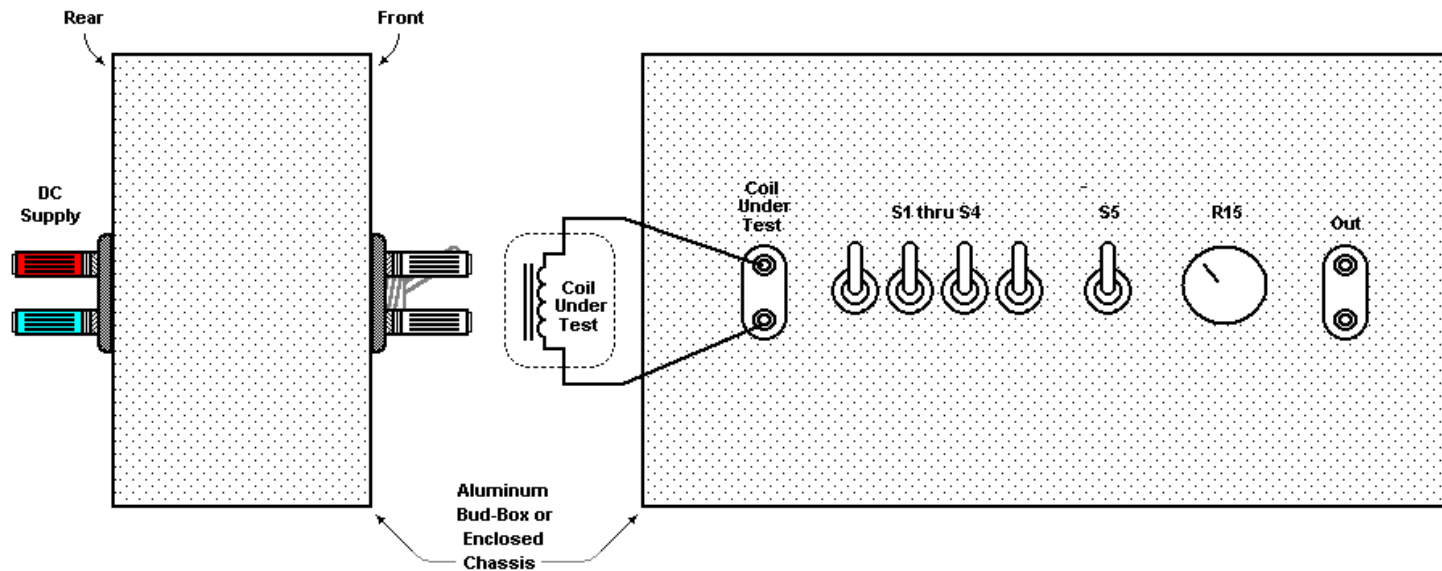 Rear
Front
DC
Supply
Coil
Under
Test
Coil
Under
Test
S1 thru S4
S5
R15
Out
Aluminum
Bud-Box or
Enclosed
Chassis